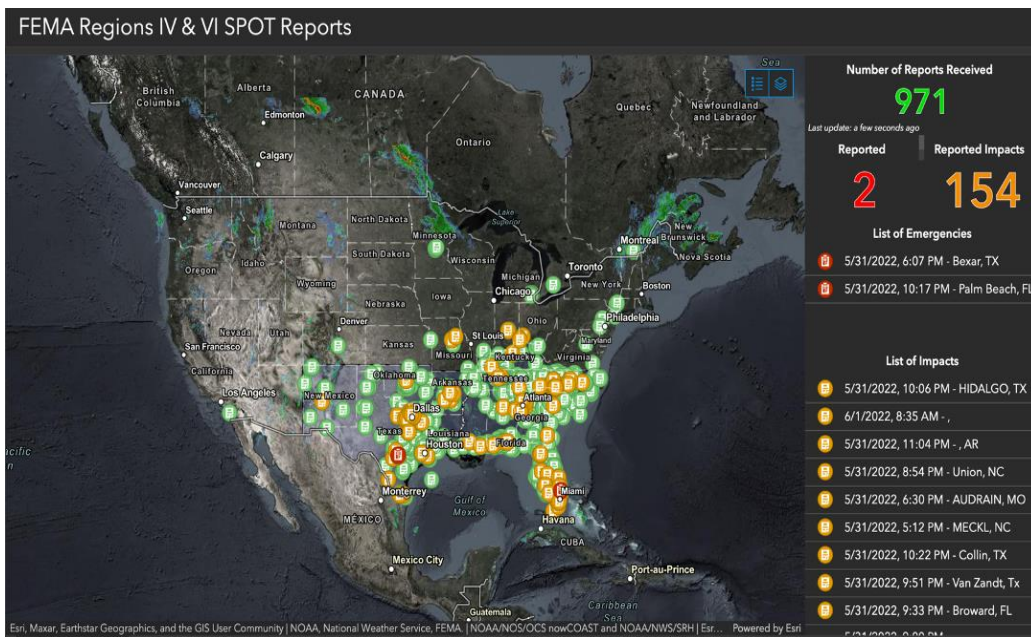 FEMA Regions IV & VI SPOT Reports
Number of Reports Received
971
Last update: a few seconds ago
Reported
Reported Impacts
2
154
List of Emergencies
5/31/2022, 6:07 PM - Bexar, TX
5/31/2022, 10:17 PM - Palm Beach, FL
List of Impacts
5/31/2022, 10:06 PM - HIDALGO, TX
6/1/2022, 8:35 AM - ,
5/31/2022, 11:04 PM - , AR
5/31/2022, 8:54 PM - Union, NC
5/31/2022, 6:30 PM - AUDRAIN, MO
5/31/2022, 5:12 PM - MECKL, NC
5/31/2022, 10:22 PM - Collin, TX
5/31/2022, 9:51 PM - Van Zandt, Tx
5/31/2022, 9:33 PM - Broward, FL
Sea
British
Columbia
Alberta
CANADA
Edmonton
Quebec
Newfoundland
and Labrador
Calgary
Ontario
Vancouver
Seattle
Montana
North Dakota
Lake
Superior
Minnesota
Montreal
New
Brunswick
Nova Scotia
South Dakota
Wisconsin
Oregon
Idaho
Wyoming
Michigan
Toronto
New York
Boston
Chicago
Iowa
Nebraska
Ohio
Philadelphia
Nevada
Utah
Denver
Maryland
San Francisco
Kansas
St Louis
Missouri
Kentucky
Virginia
California
Los Angeles
New Mexico
Oklahoma
Arkansas
Tennessee
Atlanta
Dallas
Georgia
Texas
Louisiana
Houston
Florida
acific
n
Monterrey
Miami
MÉXICO
Gulf of
Mexico
Havana
CUBA
Mexico City
Port-au-Prince
Caribbean
Sea
Guatemala
Esri, Maxar, Earthstar Geographics, and the GIS User Community | NOAA, National Weather Service, FEMA | NOAA/NOS/OCS nowCOAST and NOAA/NWS/SRH | Esr... Powered by Esri